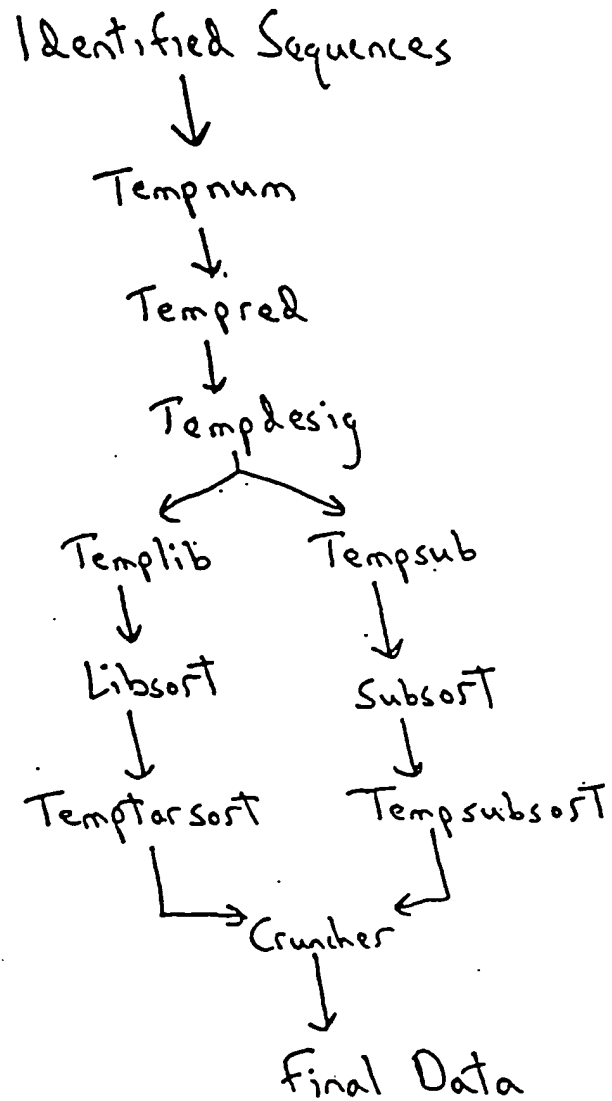 Identified Sequences
Tempnum
Tempred
Tempdesig
Templib Tempsub
Libsort Subsort
Temptarsort Tempsubsort
Cruncher
Final Data